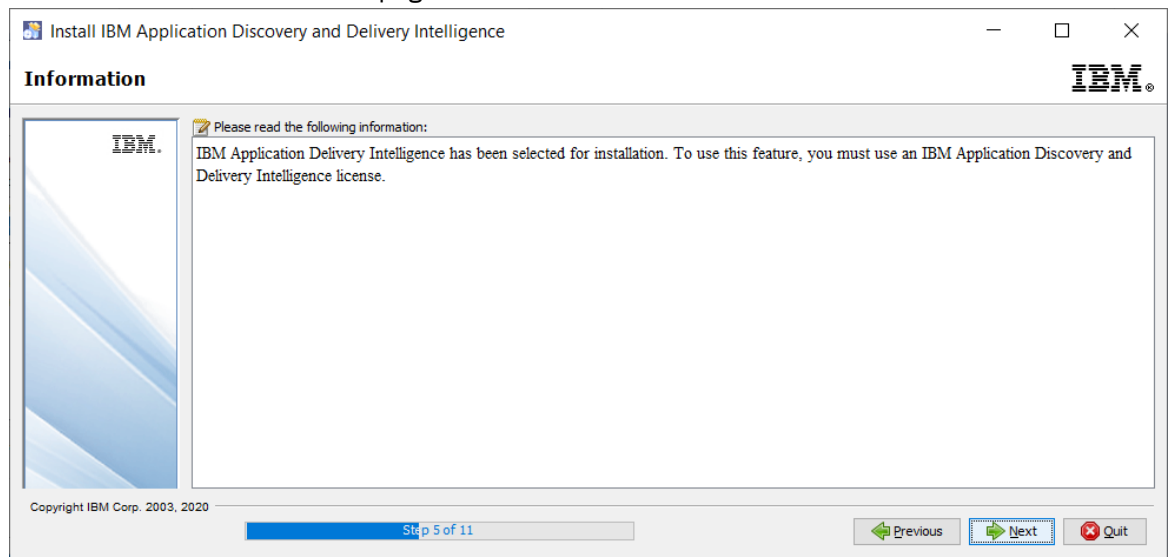 Install IBM Application Discovery and Delivery Intelligence
Information
IBM®
IBM.
Please read the following information:
IBM Application Delivery Intelligence has been selected for installation. To use this feature, you must use an IBM Application Discovery and
Delivery Intelligence license.
Copyright IBM Corp. 2003, 2020
Step 5 of 11
Previous
Next
Quit